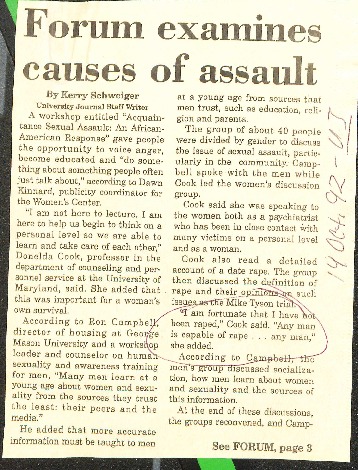 Forum examines
causes of assault
By Kerry Schweiger
University Journal Staff Writer
A workshop entitled "Acquain-
tance Sexual Assault: An African-
American Response" gave people
the opportunity to voice anger,
become educated and "do some-
thing about something people often
just talk about," according to Dawn
Kinnard, publicity coordinator for
the Women's Center.
"I am not here to lecture. I am
here to help us begin to think on a
personal level so we are able to
learn and take care of each other,"
Donelda Cook, professor in the
department of counseling and per-
sonnel service at the University of
Maryland, said. She added that
this was important for a woman's
own survival.
According to Ron Campbell,
director of housing at George
Mason University and a workshop
leader and counselor on human
sexuality and awareness training
for men, "Many men learn at a
young age about women and sexu-
ality from the sources they trust
the least: their peers and the
media."
He added that more accurate
information must be taught to men
at a young age from sources that
men trust, such as education, reli-
gion and parents.
The group of about 40 people
were divided by gender to discuss
the issue of sexual assault, partic-
ularly in the community. Camp-
bell spoke with the men while
Cook led the women's discussion
group.
Cook said she was speaking to
the women both as a psychiatrist
who has been in close contact with
many victims on a personal level
and as a woman.
Cook also read a detailed
account of a date rape. The group
then discussed the definition of
rape and their opinions on such
issues as the Mike Tyson trial.
"I am fortunate that I have not
been raped," Cook said. "Any man
is capable of rape . . . any man,"
she added.
According to Campbell, the
men's group discussed socializa-
tion, how men learn about women
and sexuality and the sources of
this information.
At the end of these discussions,
the groups reconvened, and Camp-
See FORUM, page 3